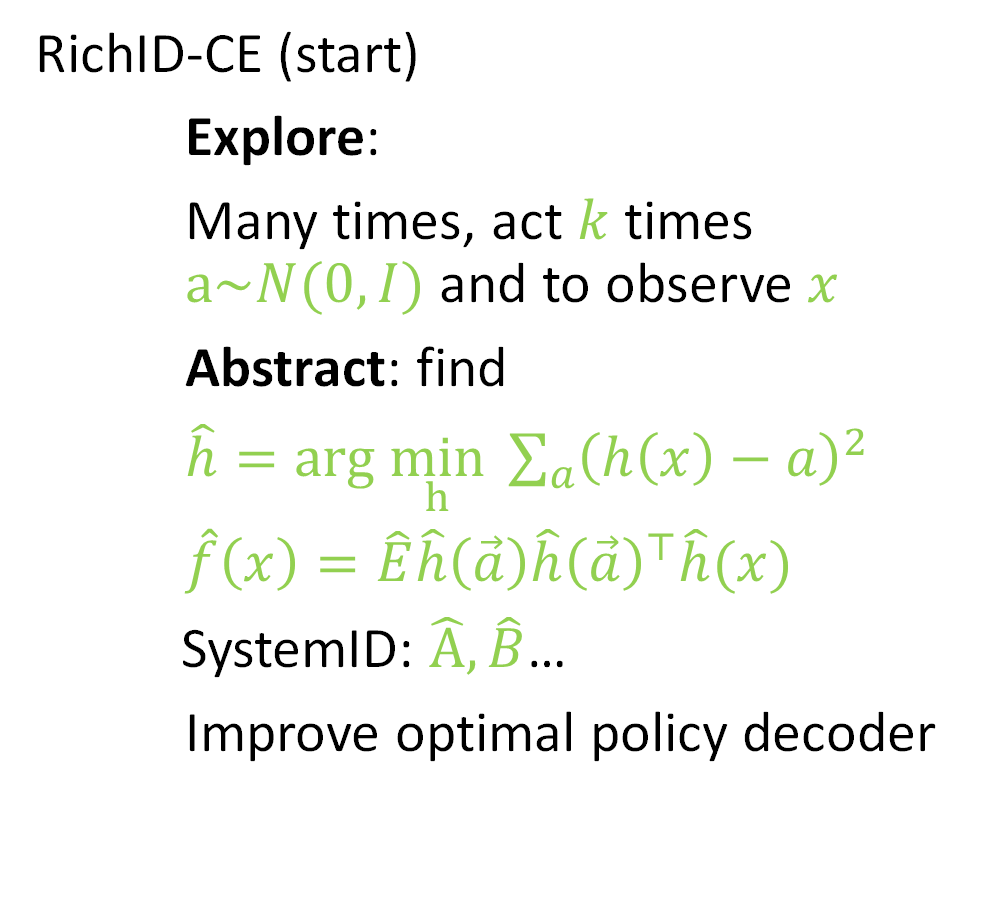 RichID-CE (start)
Explore:
Many times, act k times
a~N(0, I) and to observe x
Abstract: find
ĥ = arg min_h ∑_a(h(x) − a)²
f̂(x) = Êĥ(a⃗)ĥ(a⃗)^⊤ĥ(x)
SystemID: Â, B̂…
Improve optimal policy decoder